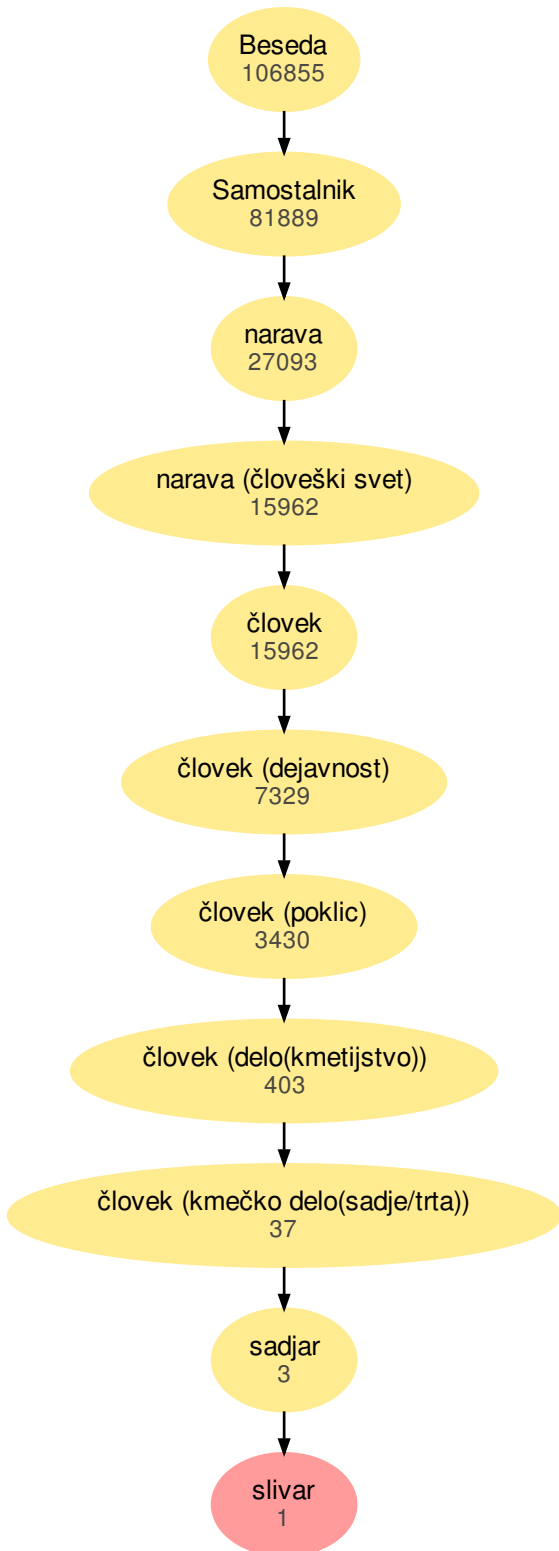 Beseda
106855
Samostalnik
81889
narava
27093
narava (človeški svet)
15962
človek
15962
človek (dejavnost)
7329
človek (poklic)
3430
človek (delo(kmetijstvo))
403
človek (kmečko delo(sadje/trta))
37
sadjar
3
slivar
1